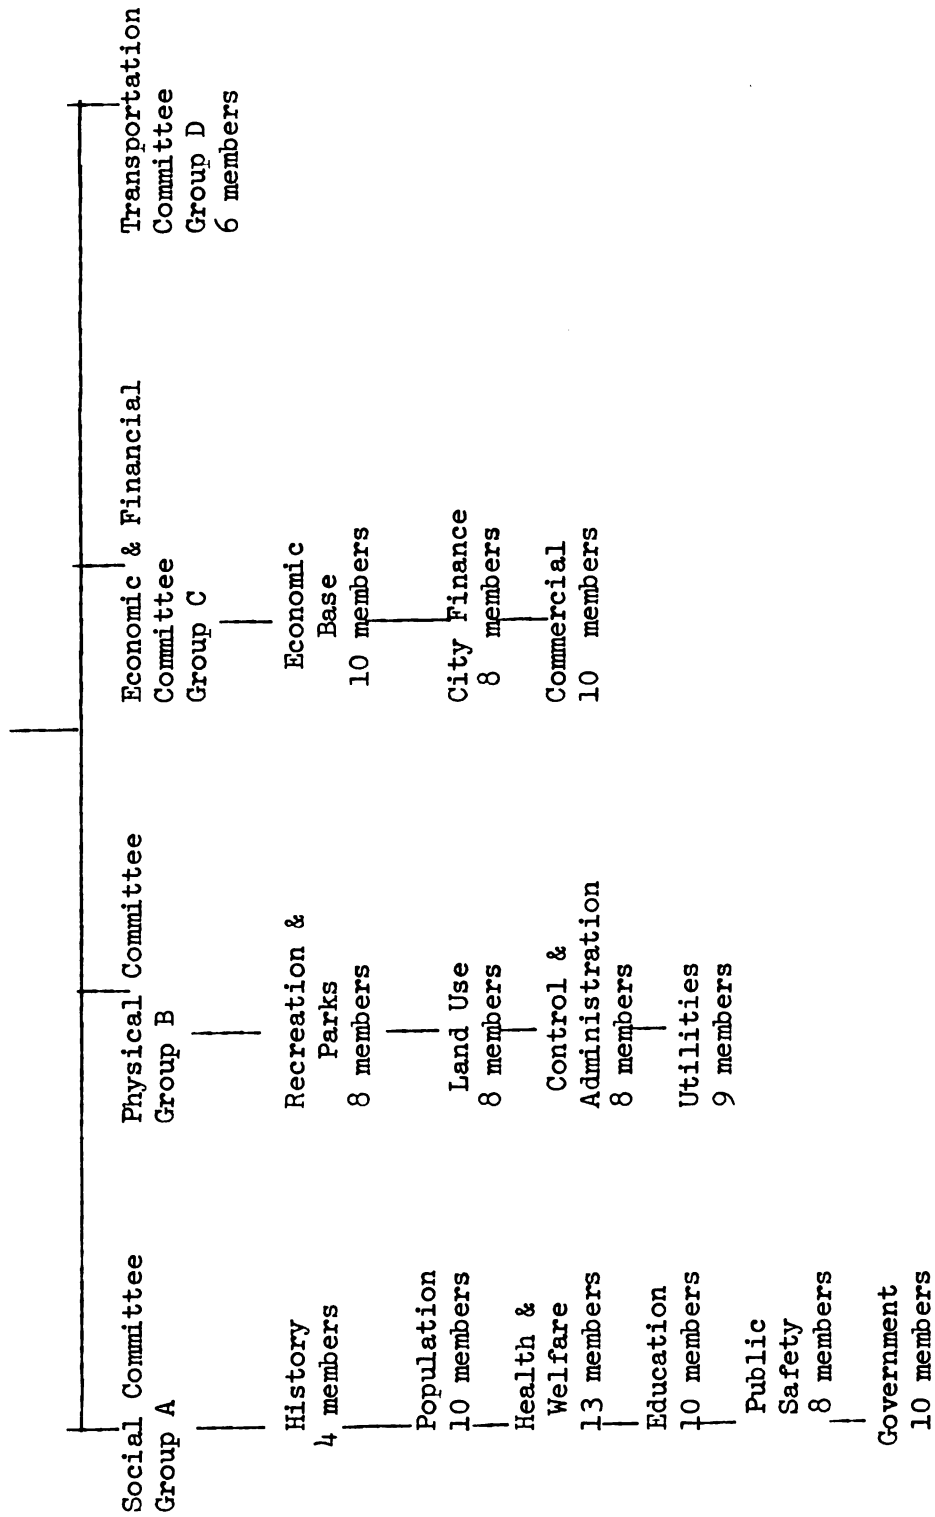 Social Committee
Group A
History
4 members
Population
10 members
Health &
Welfare
13 members
Education
10 members
Public
Safety
8 members
Government
10 members
Physical Committee
Group B
Recreation &
Parks
8 members
Land Use
8 members
Control &
Administration
8 members
Utilities
9 members
Economic & Financial
Committee
Group C
Economic
Base
10 members
City Finance
8 members
Commercial
10 members
Transportation
Committee
Group D
6 members